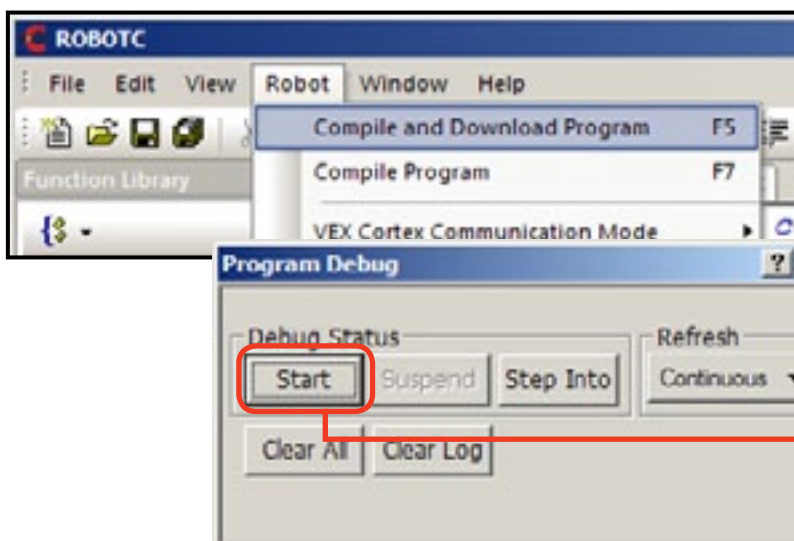 ROBOTC
File Edit View Robot Window Help
Compile and Download Program F5
Function Library
Compile Program F7
VEX Cortex Communication Mode
Program Debug ?
Debug Status Refresh
Start Suspend Step Into Continuous
Clear All Clear Log